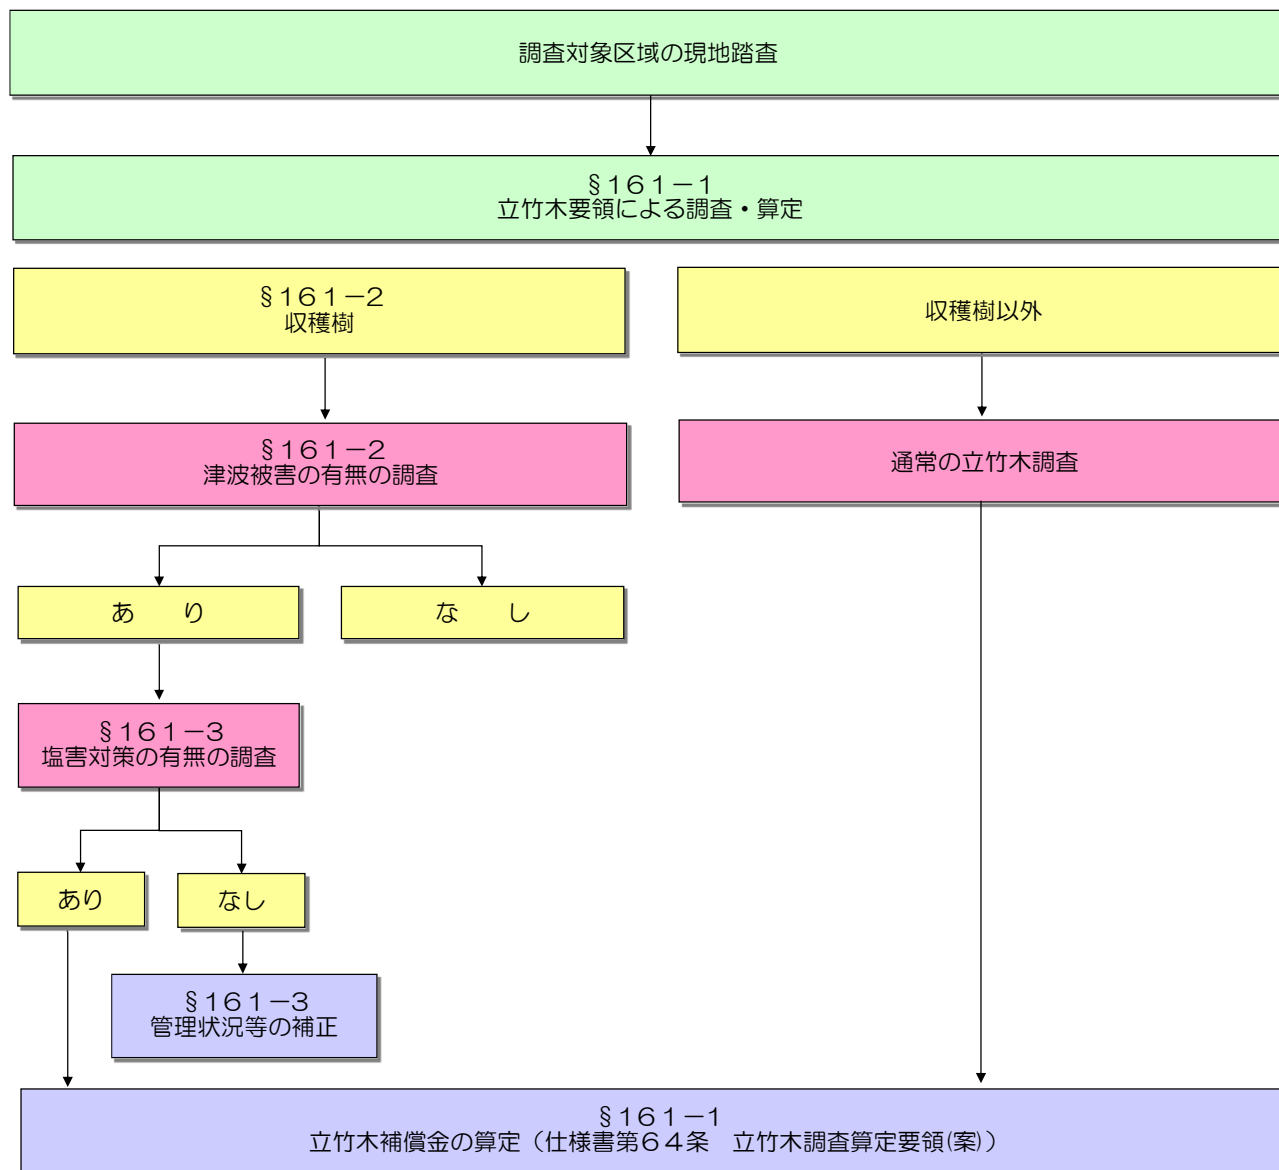 調査対象区域の現地踏査
§１６１－１
立竹木要領による調査・算定
§１６１－２
収穫樹
収穫樹以外
§１６１－２
津波被害の有無の調査
通常の立竹木調査
あ　　り
な　　し
§１６１－３
塩害対策の有無の調査
あり
なし
§１６１－３
管理状況等の補正
§１６１－１
立竹木補償金の算定（仕様書第６４条　立竹木調査算定要領(案)）